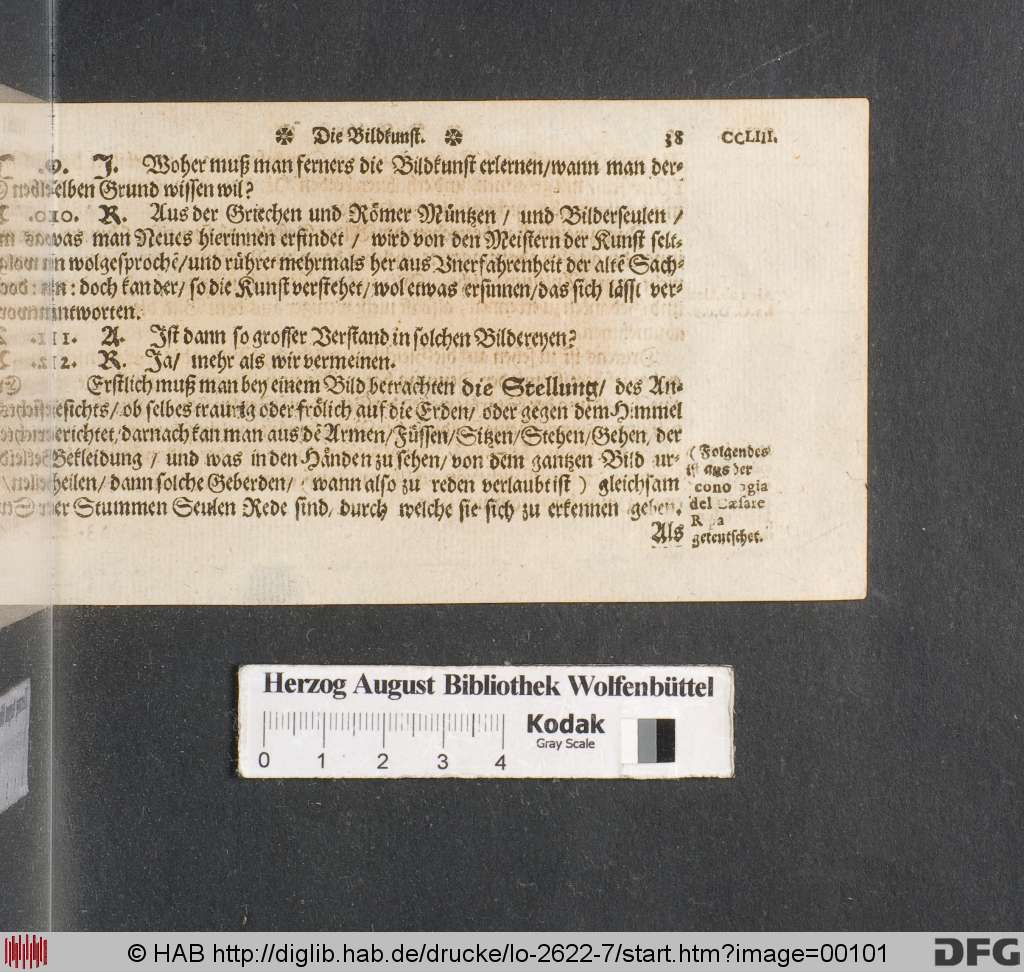 ✼ Die Bildkunst. ✼ 38 CCLIII.
9. J. Woher muß man ferners die Bildkunst erlernen/wann man der-
selben Grund wissen wil?
10. R. Aus der Griechen und Römer Müntzen / und Bilderseulen /
was man Neues hierinnen erfindet / wird von den Meistern der Kunst selt-
en wolgesprochē/und rühret mehrmals her aus Vnerfahrenheit der altē Sach-
en: doch kan der/ so die Kunst verstehet/ wol etwas ersinnen/das sich lässt ver-
antworten.
11. A. Ist dann so grosser Verstand in solchen Bildereyen?
12. R. Ja/ mehr als wir vermeinen.
Erstlich muß man bey einem Bild betrachten die Stellung/ des An-
gesichts/ ob selbes traurig oder frölich auf die Erden/ oder gegen dem Himmel
gerichtet/darnach kan man aus dē Armen/Füssen/Sitzen/Stehen/Gehen, der
Bekleidung / und was in den Händen zu sehen/ von dem gantzen Bild ur-
theilen/ dann solche Geberden/ (wann also zu reden verlaubt ist) gleichsam
der Stummen Seulen Rede sind/ durch welche sie sich zu erkennen geben.
Als
(Folgendes
ist aus der
Iconologia
del Cæsare
Ripa
geteutschet.
Herzog August Bibliothek Wolfenbüttel
Kodak
Gray Scale
0 1 2 3 4
© HAB http://diglib.hab.de/drucke/lo-2622-7/start.htm?image=00101
DFG